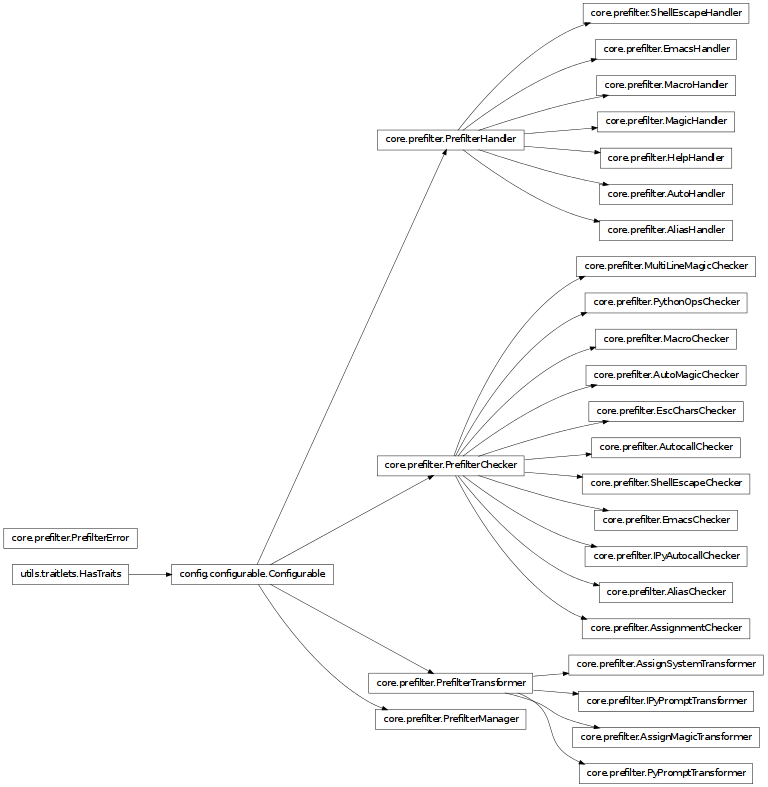 core.prefilter.ShellEscapeHandler
core.prefilter.EmacsHandler
core.prefilter.MacroHandler
core.prefilter.MagicHandler
core.prefilter.PrefilterHandler
core.prefilter.HelpHandler
core.prefilter.AutoHandler
core.prefilter.AliasHandler
core.prefilter.MultiLineMagicChecker
core.prefilter.PythonOpsChecker
core.prefilter.MacroChecker
core.prefilter.AutoMagicChecker
core.prefilter.EscCharsChecker
core.prefilter.AutocallChecker
core.prefilter.PrefilterChecker
core.prefilter.ShellEscapeChecker
core.prefilter.EmacsChecker
core.prefilter.PrefilterError
core.prefilter.IPyAutocallChecker
utils.traitlets.HasTraits
config.configurable.Configurable
core.prefilter.AliasChecker
core.prefilter.AssignmentChecker
core.prefilter.AssignSystemTransformer
core.prefilter.PrefilterTransformer
core.prefilter.IPyPromptTransformer
core.prefilter.PrefilterManager
core.prefilter.AssignMagicTransformer
core.prefilter.PyPromptTransformer